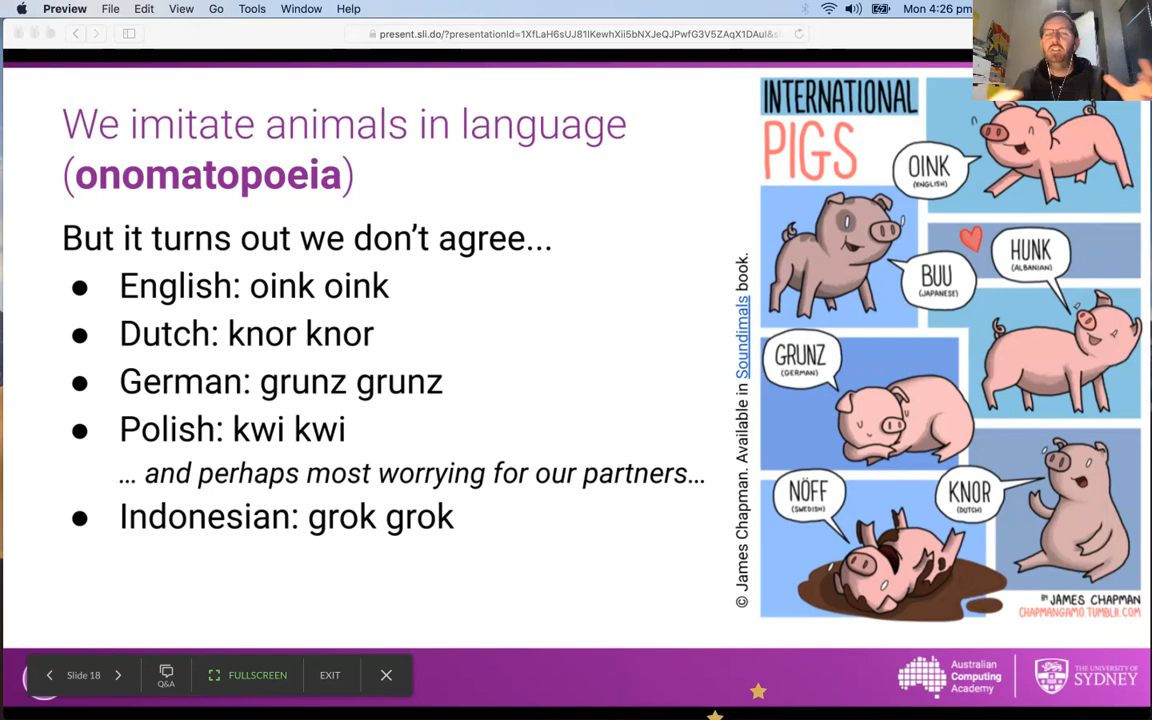 Preview File Edit View Go Tools Window Help
Mon 4:26 pm
present.sli.do/?presentationId=1XfLaH6sUJ81IKewhXii5bNXJeQJPwfG3V5ZAqX1DAuI&s
We imitate animals in language
(onomatopoeia)
But it turns out we don't agree...
● English: oink oink
● Dutch: knor knor
● German: grunz grunz
● Polish: kwi kwi
... and perhaps most worrying for our partners...
● Indonesian: grok grok
© James Chapman. Available in Soundimals book.
INTERNATIONAL
PIGS
OINK
(ENGLISH)
BUU
(JAPANESE)
HUNK
(ALBANIAN)
GRUNZ
(GERMAN)
NÖFF
(SWEDISH)
KNOR
(DUTCH)
BY JAMES CHAPMAN
CHAPMANGAMO.TUMBLR.COM
Slide 18
Q&A
FULLSCREEN
EXIT
Australian
Computing
Academy
THE UNIVERSITY OF
SYDNEY